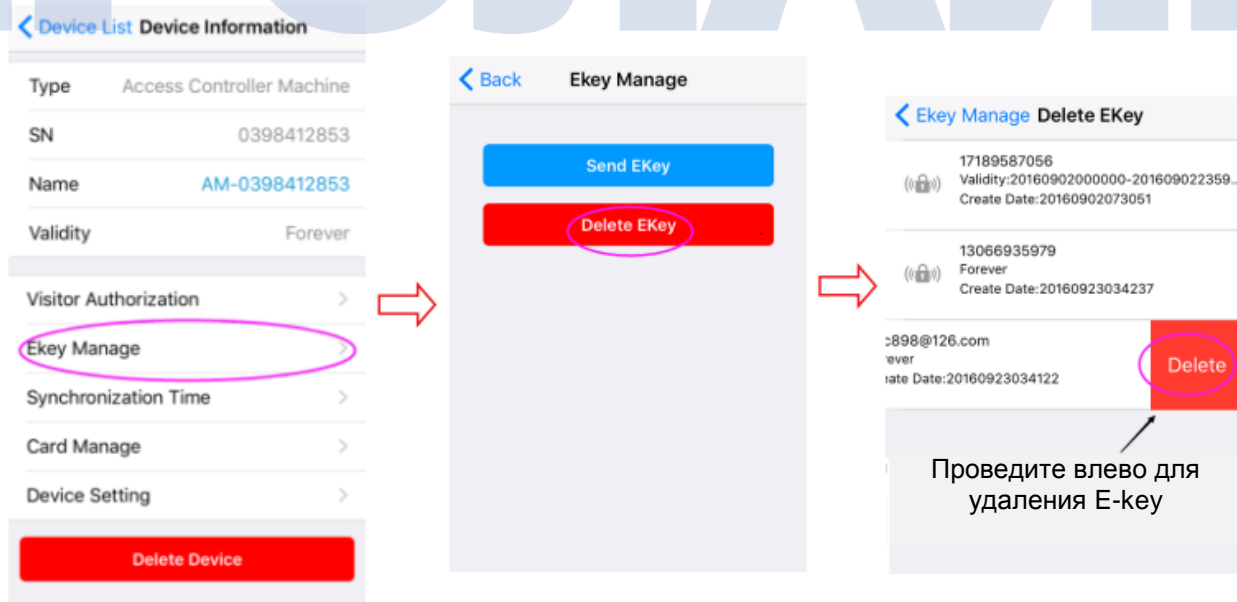 Device List Device Information
Type Access Controller Machine
SN 0398412853
Name AM-0398412853
Validity Forever
Visitor Authorization
Ekey Manage
Synchronization Time
Card Manage
Device Setting
Delete Device
Back Ekey Manage
Send EKey
Delete EKey
Ekey Manage Delete EKey
17189587056
Validity:20160902000000-201609022359..
Create Date:20160902073051
13066935979
Forever
Create Date:20160923034237
c898@126.com
rever
eate Date:20160923034122
Delete
Проведите влево для
удаления E-key